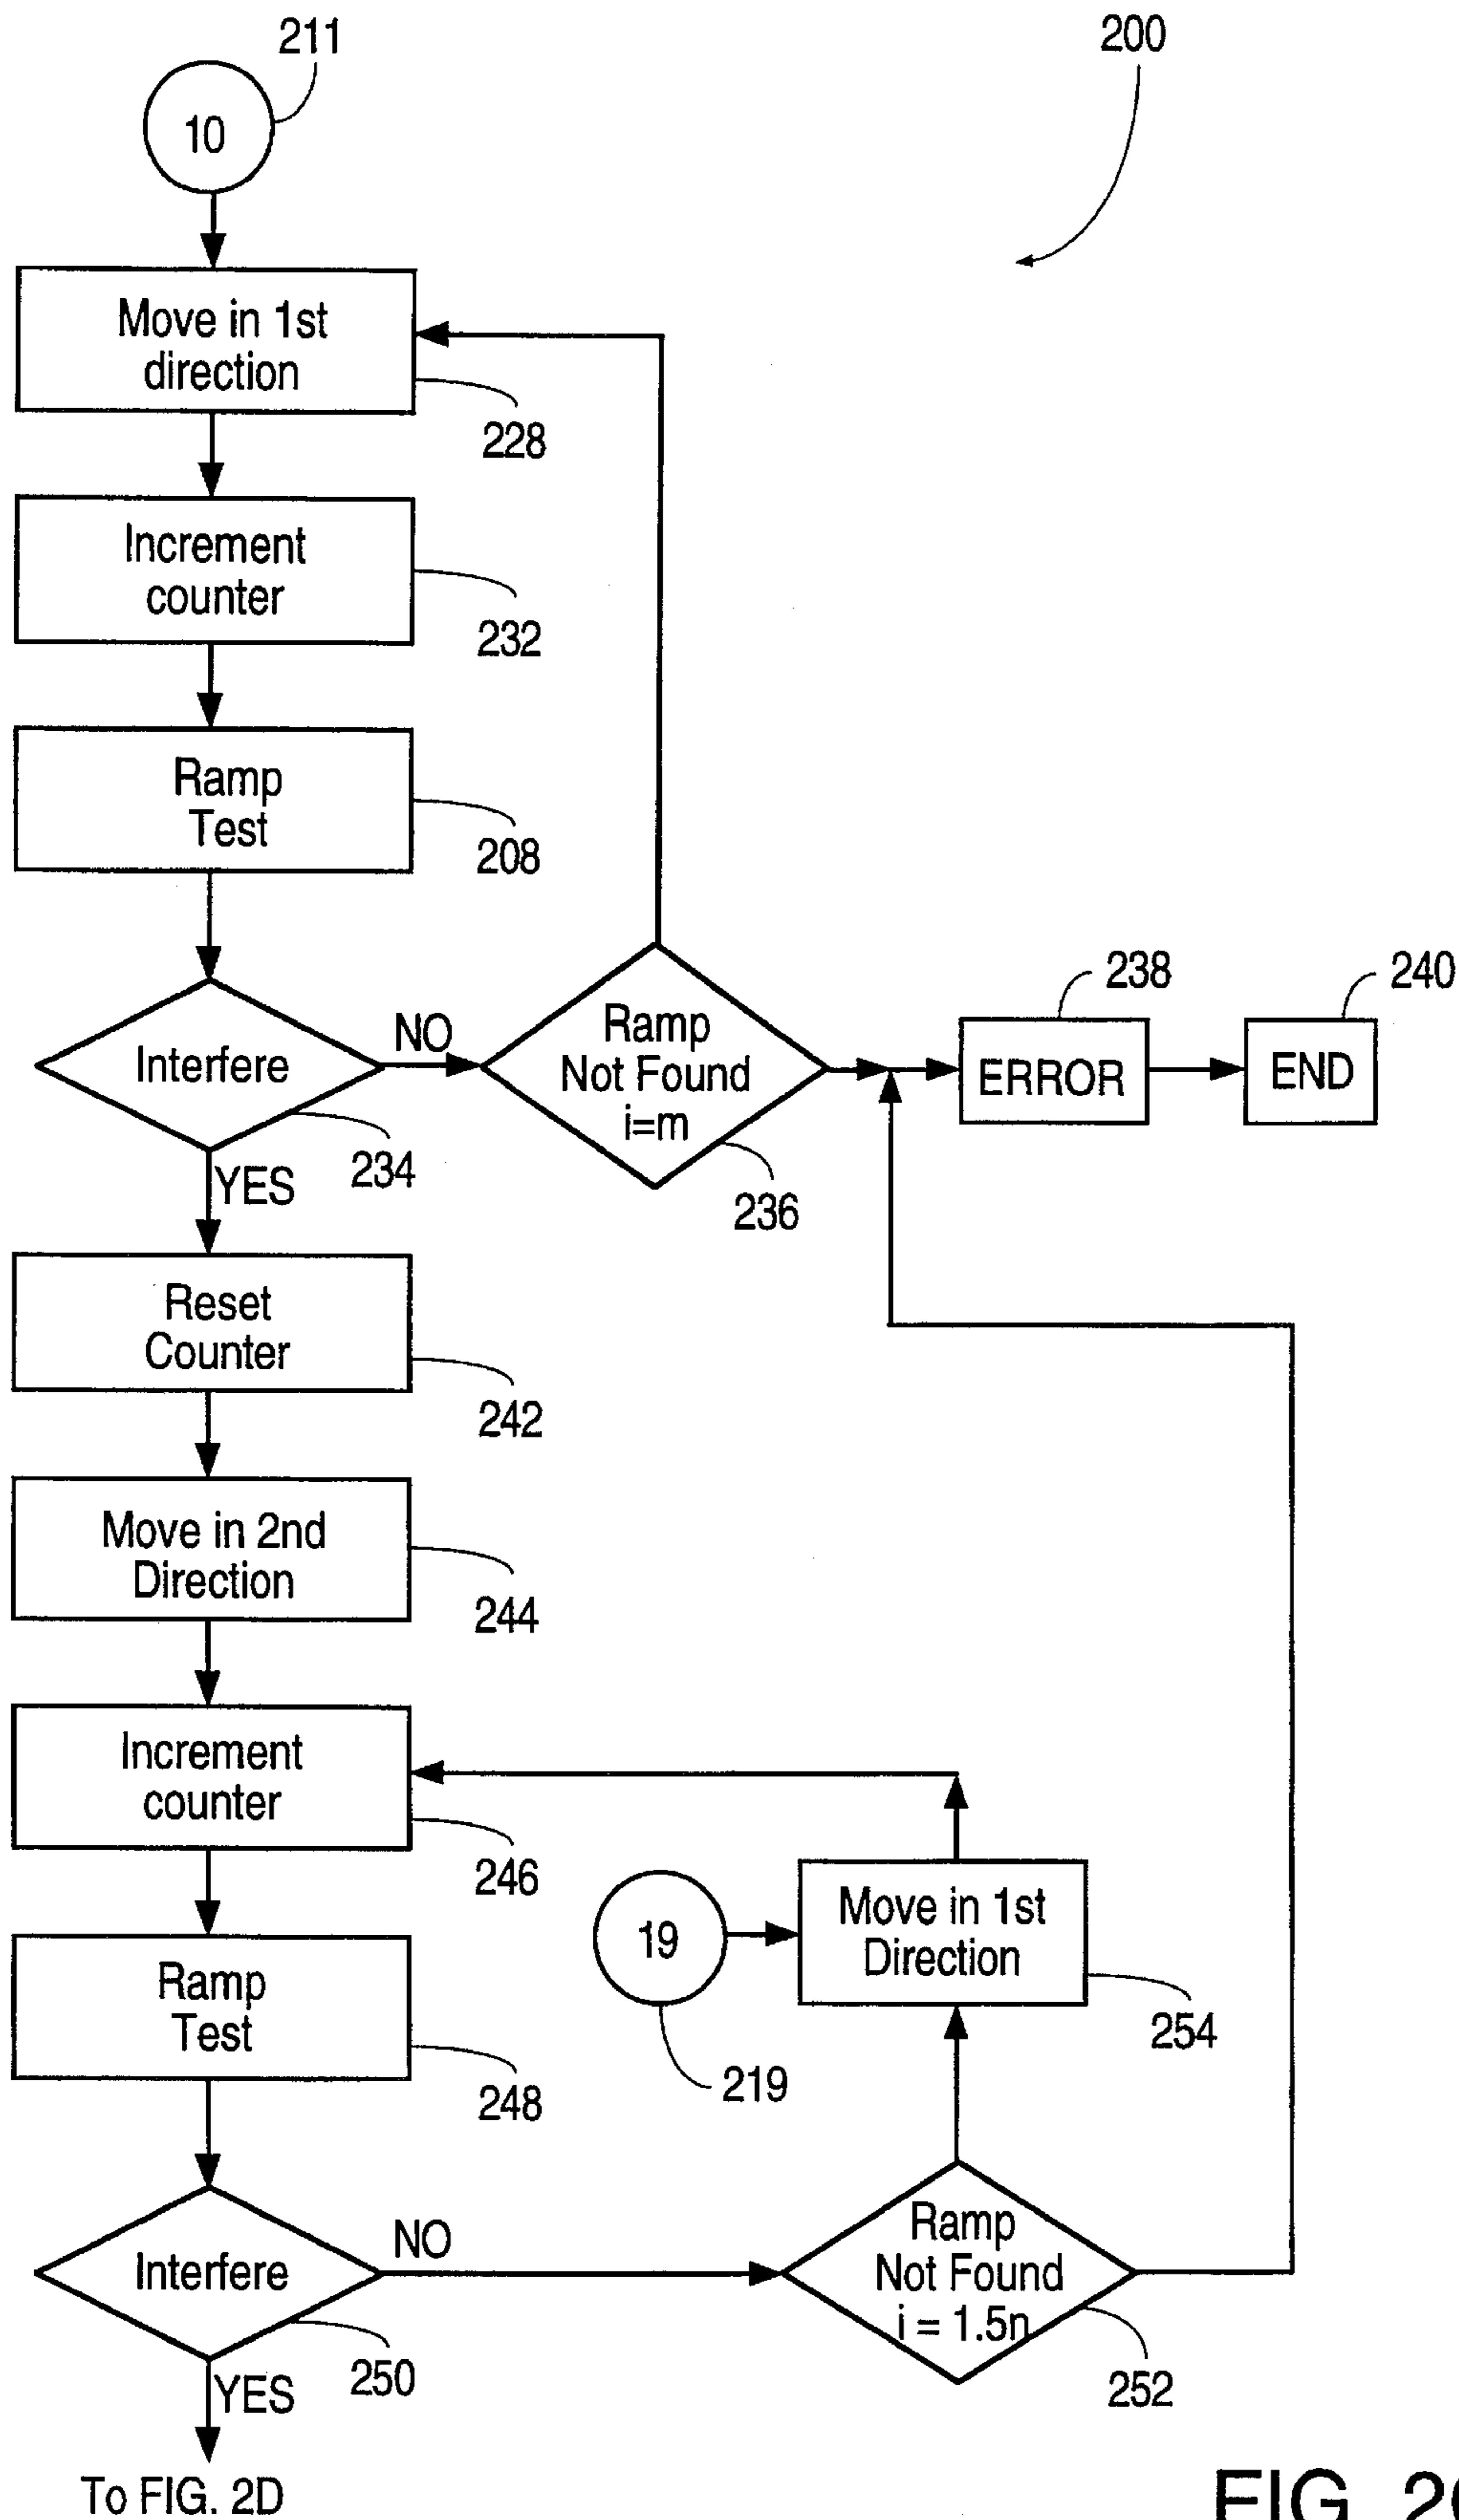 211
200
10
Move in 1st
direction
228
Increment
counter
232
Ramp
Test
208
Interfere
NO
234
YES
Ramp
Not Found
i=m
236
238
ERROR
240
END
Reset
Counter
242
Move in 2nd
Direction
244
Increment
counter
246
19
219
Move in 1st
Direction
254
Ramp
Test
248
Interfere
NO
250
YES
Ramp
Not Found
i = 1.5n
252
To FIG. 2D
FIG. 2